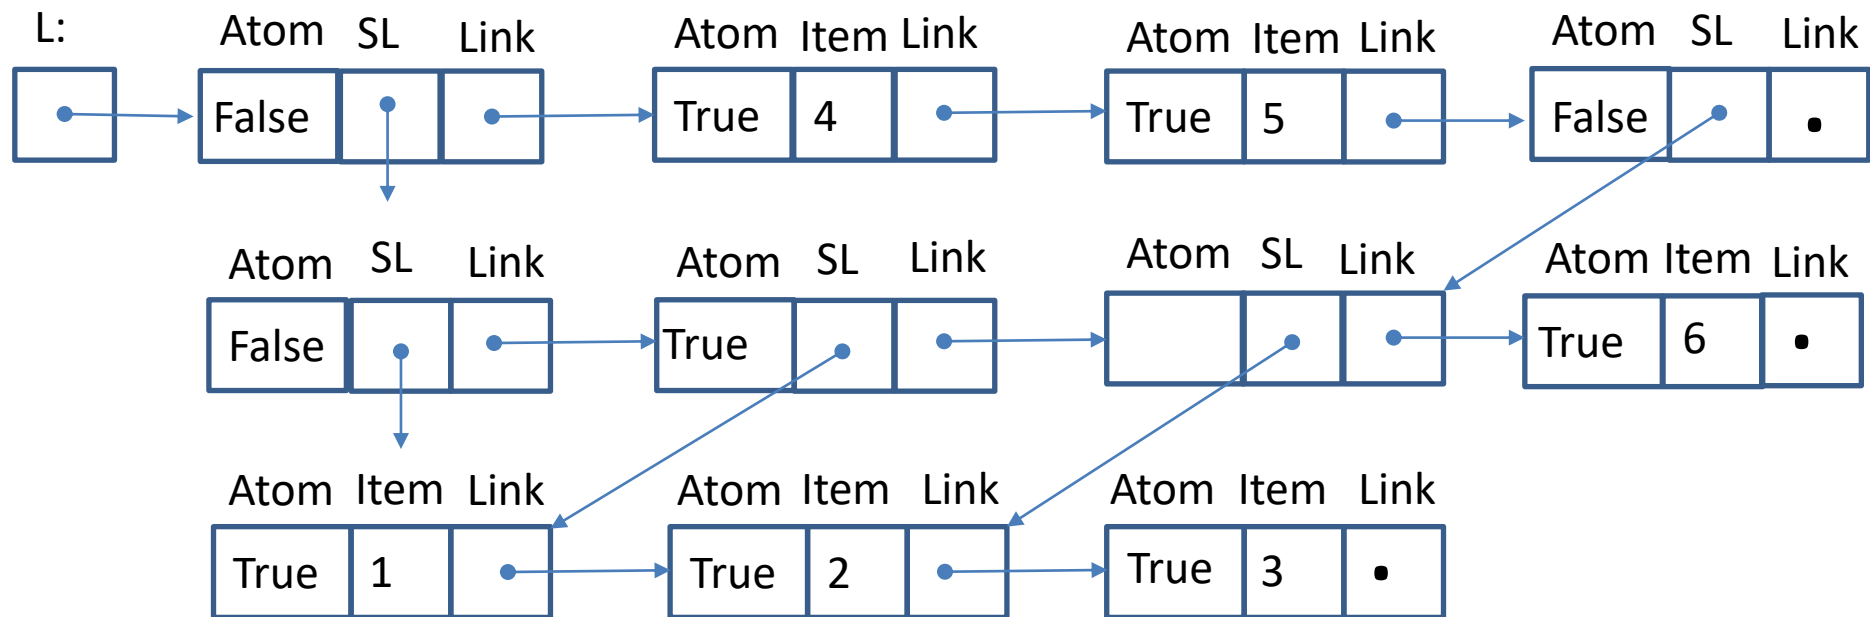 L: Atom SL Link Atom Item Link Atom Item Link Atom SL Link
False True 4 True 5 False .
Atom SL Link Atom SL Link Atom SL Link Atom Item Link
False True True 6 .
Atom Item Link Atom Item Link Atom Item Link
True 1 True 2 True 3 .